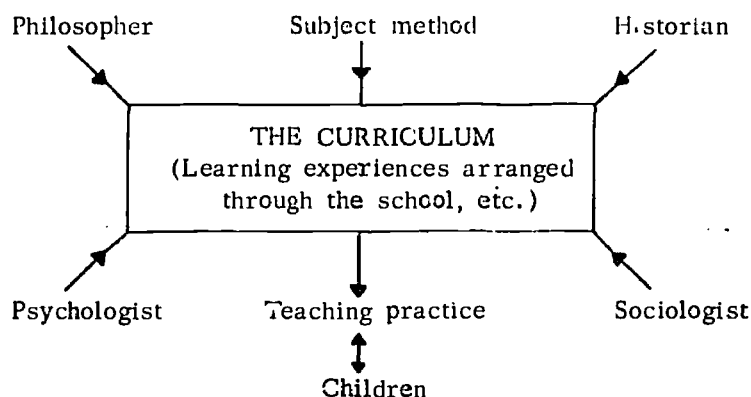 Philosopher Subject method H.storian
THE CURRICULUM
(Learning experiences arranged
through the school, etc.)
Psychologist Teaching practice Sociologist
Children